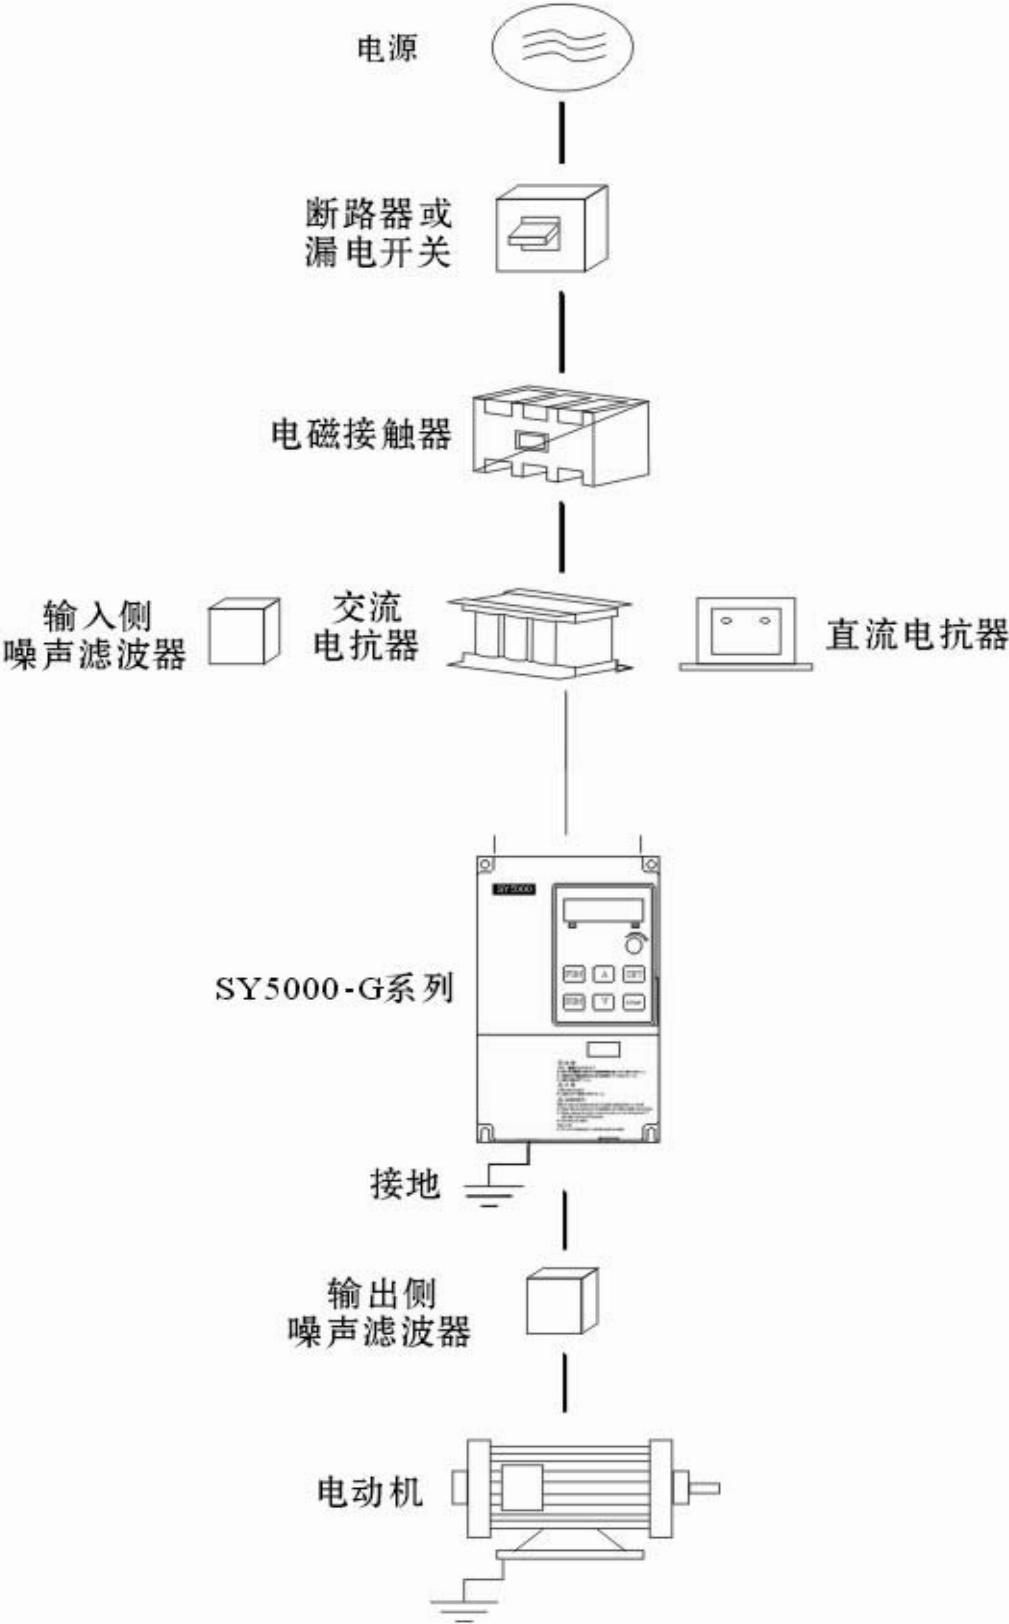 电源
断路器或
漏电开关
电磁接触器
输入侧
噪声滤波器
交流
电抗器
直流电抗器
SY5000
SY5000-G系列
接地
输出侧
噪声滤波器
电动机